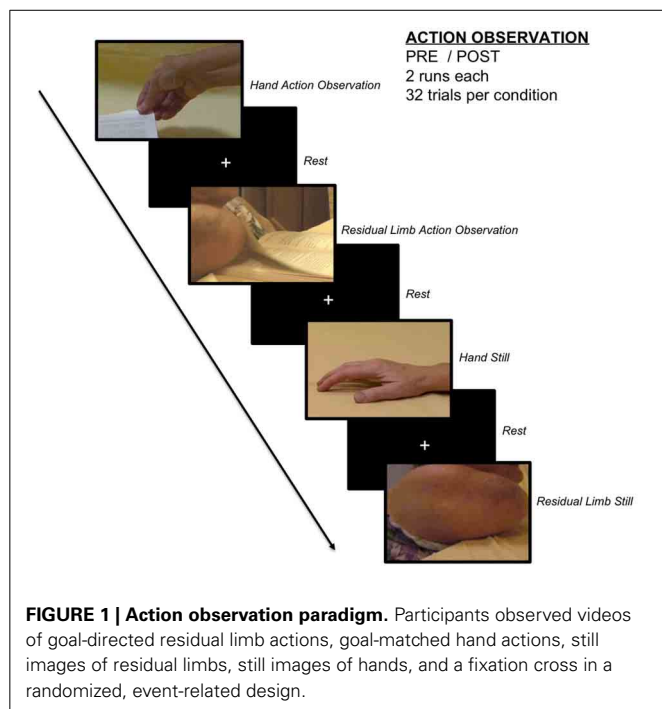 ACTION OBSERVATION
PRE / POST
2 runs each
32 trials per condition
Hand Action Observation
+
Rest
Residual Limb Action Observation
+
Rest
Hand Still
+
Rest
Residual Limb Still
FIGURE 1 | Action observation paradigm. Participants observed videos
of goal-directed residual limb actions, goal-matched hand actions, still
images of residual limbs, still images of hands, and a fixation cross in a
randomized, event-related design.